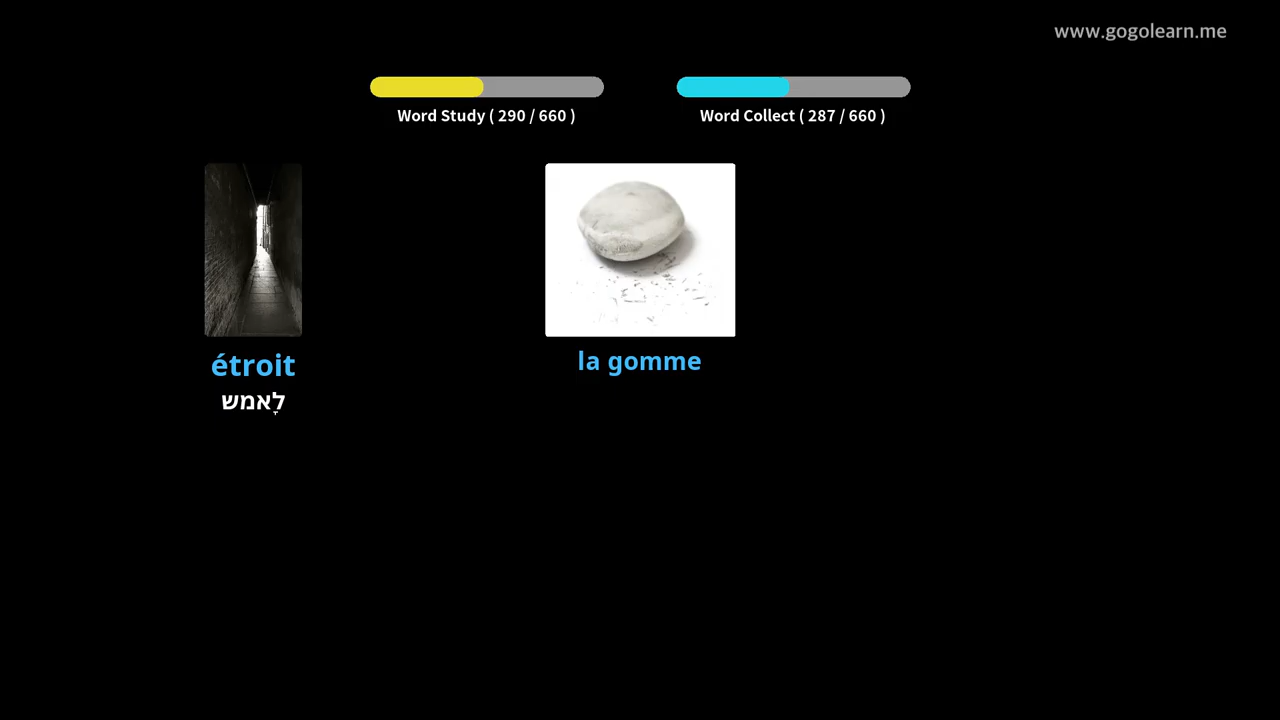 www.gogolearn.me
Word Study ( 290 / 660 )
Word Collect ( 287 / 660 )
étroit
לָאמש
la gomme